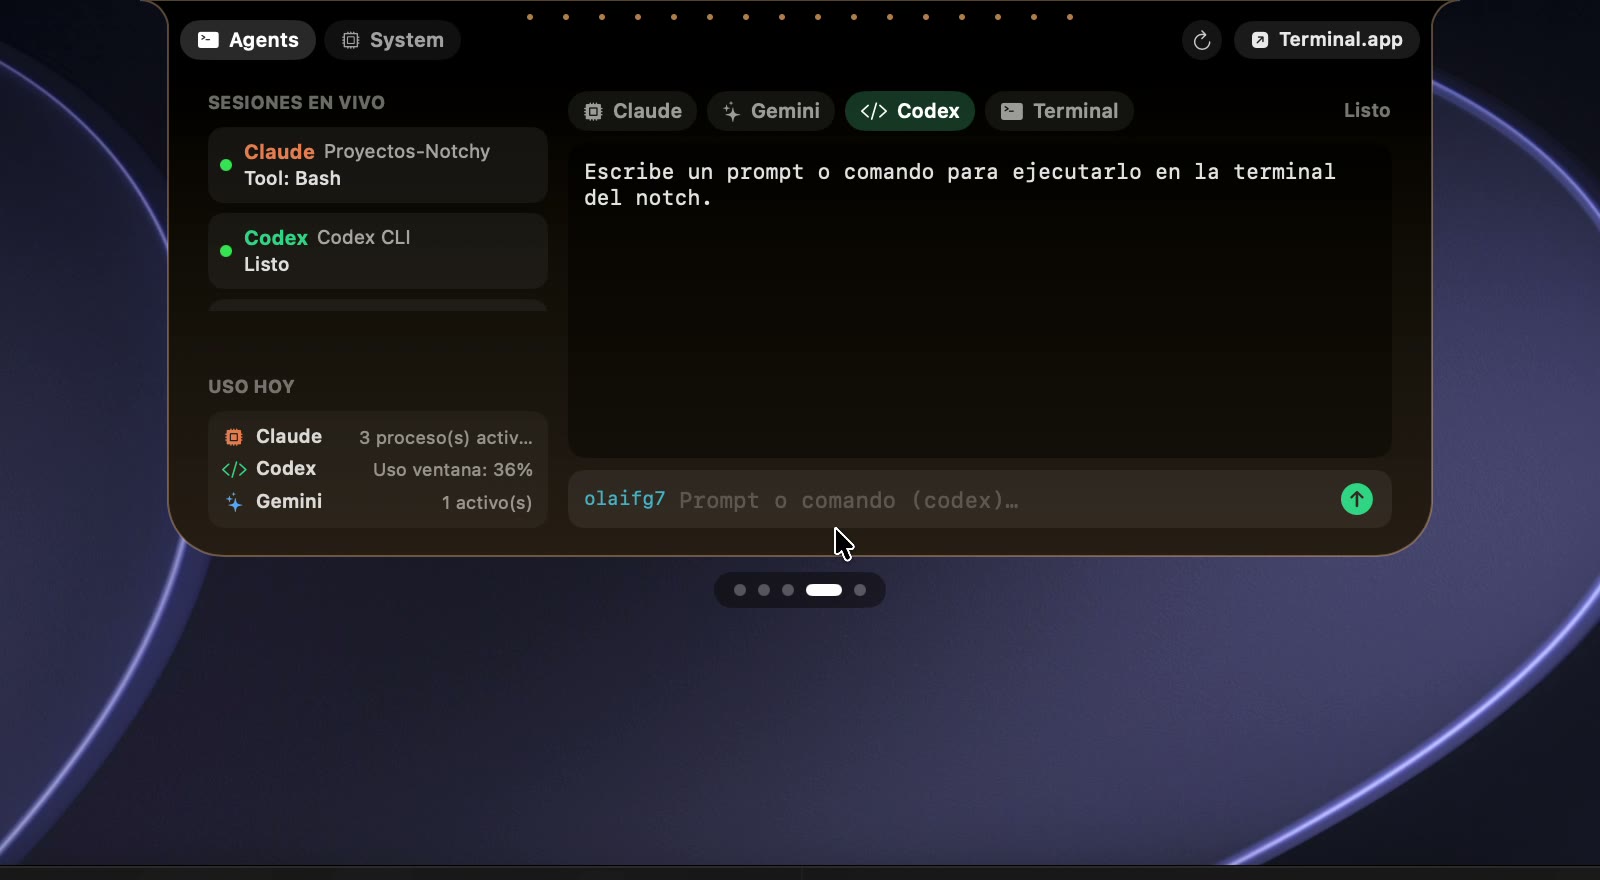 Agents System Terminal.app
SESIONES EN VIVO
Claude Proyectos-Notchy
Tool: Bash
Codex Codex CLI
Listo
USO HOY
Claude 3 proceso(s) activ...
Codex Uso ventana: 36%
Gemini 1 activo(s)
Claude Gemini </> Codex Terminal Listo
Escribe un prompt o comando para ejecutarlo en la terminal
del notch.
olaifg7 Prompt o comando (codex)…